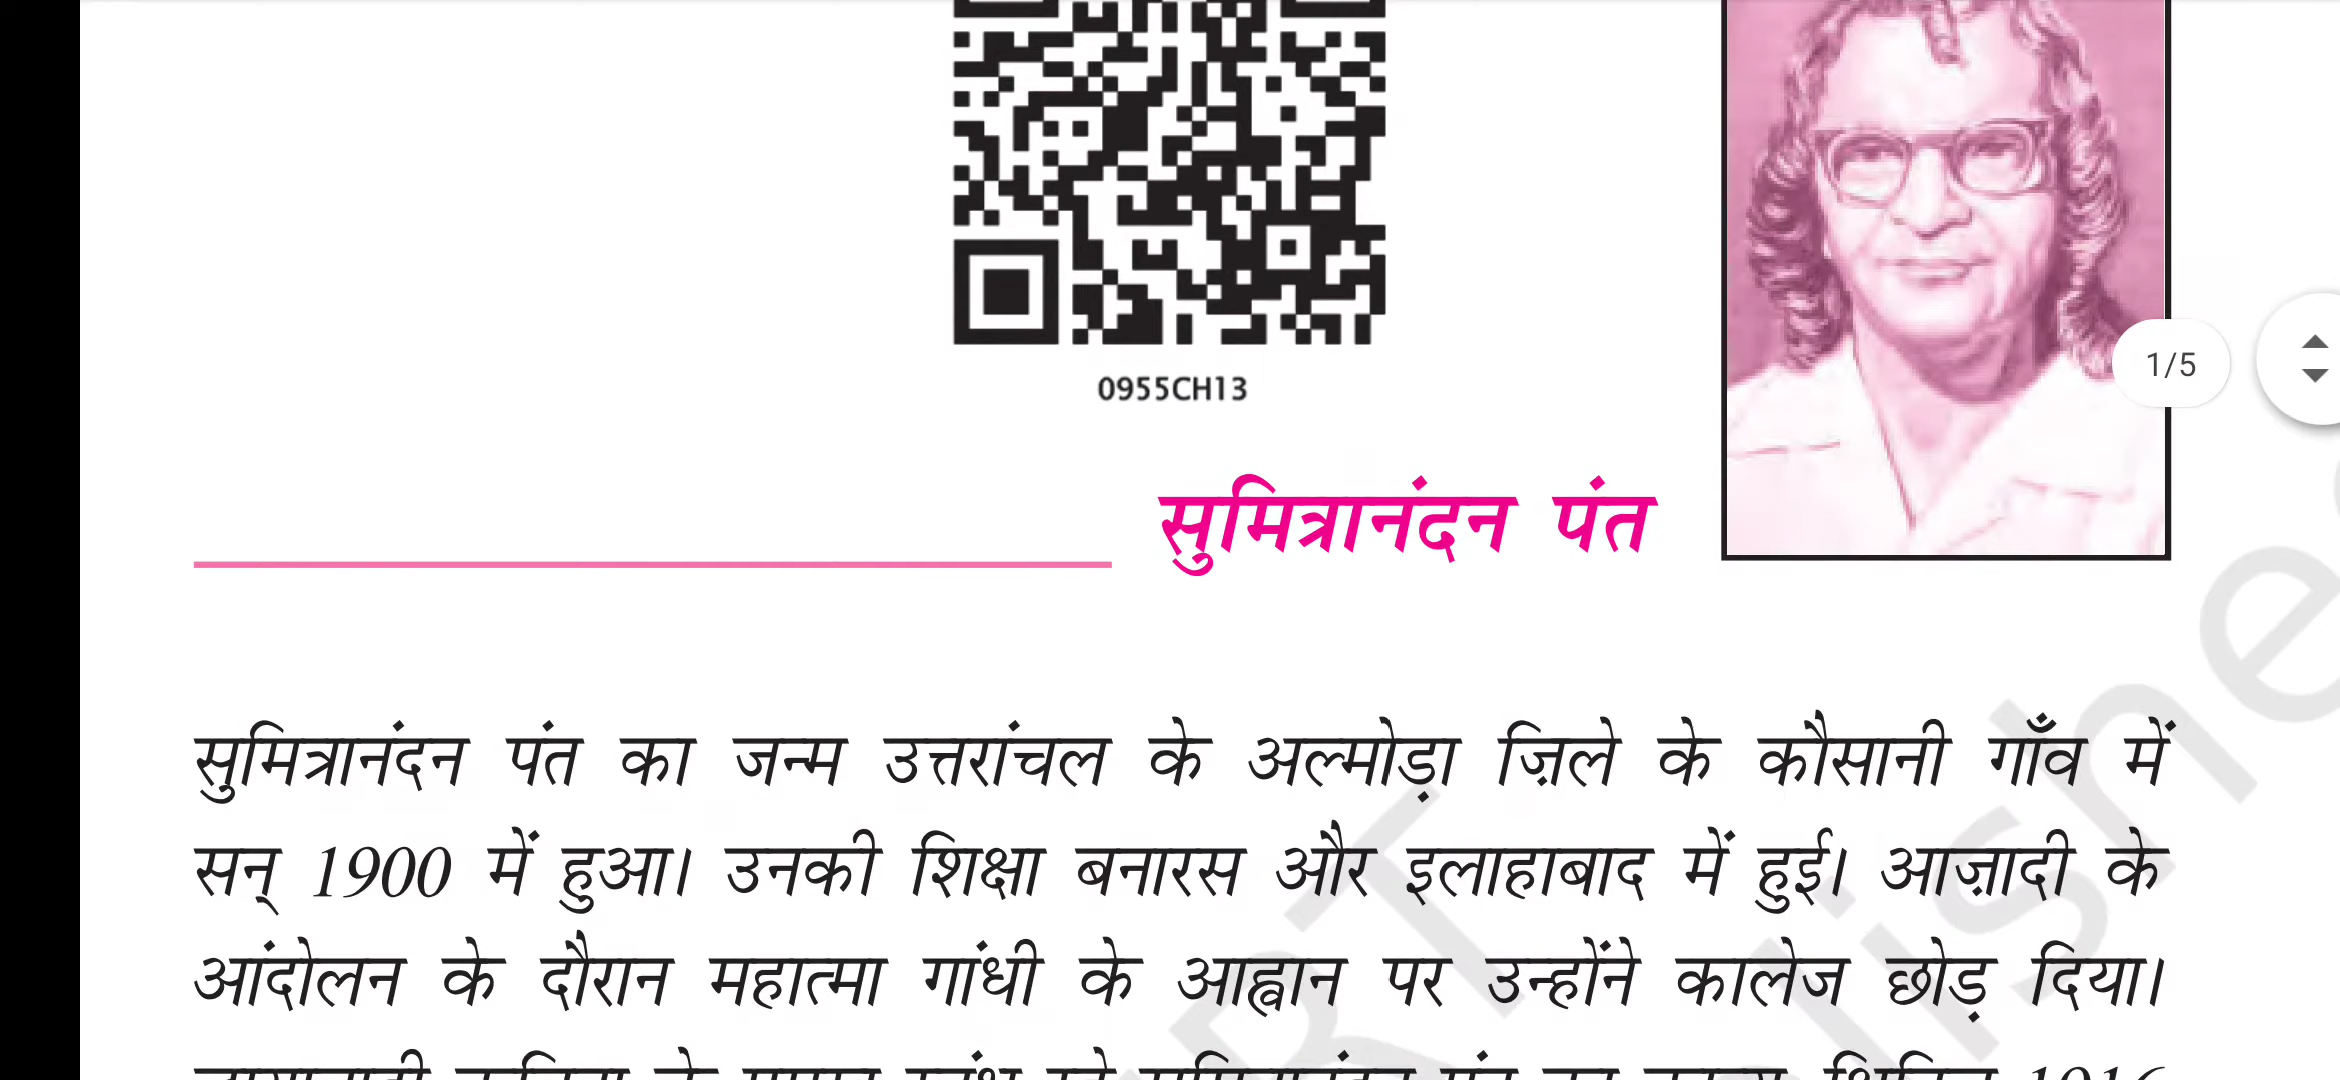 0955CH13
1/5
सुमित्रानंदन पंत
सुमित्रानंदन पंत का जन्म उत्तरांचल के अल्मोड़ा ज़िले के कौसानी गाँव में
सन् 1900 में हुआ। उनकी शिक्षा बनारस और इलाहाबाद में हुई। आज़ादी के
आंदोलन के दौरान महात्मा गांधी के आह्वान पर उन्होंने कालेज छोड़ दिया।